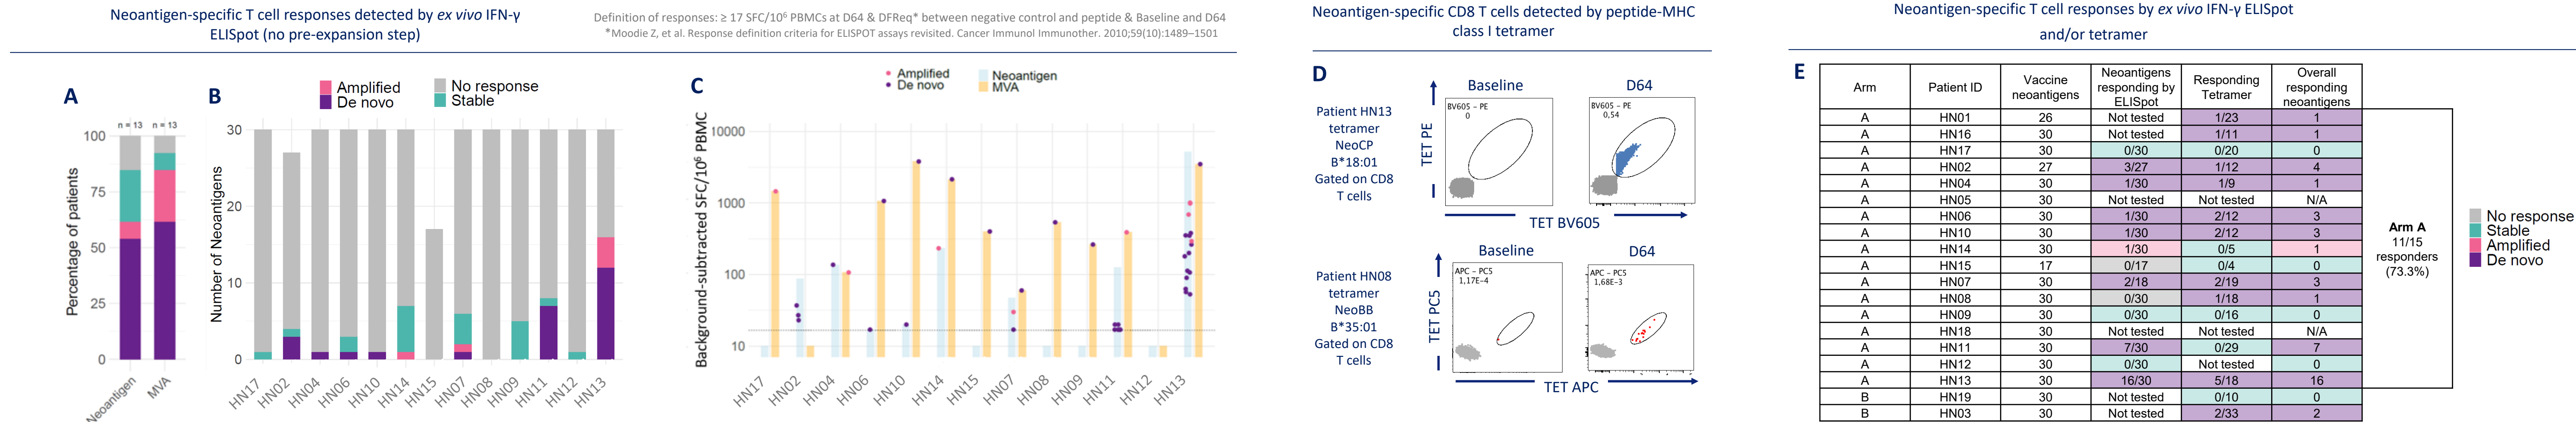 Neoantigen-specific T cell responses detected by ex vivo IFN-γ
ELISpot (no pre-expansion step)
Definition of responses: ≥ 17 SFC/10⁶ PBMCs at D64 & DFReq* between negative control and peptide & Baseline and D64
*Moodie Z, et al. Response definition criteria for ELISPOT assays revisited. Cancer Immunol Immunother. 2010;59(10):1489–1501
A
n = 13 n = 13
Percentage of patients
100
75
50
25
0
Neoantigen MVA
B
Amplified No response
De novo Stable
Number of Neoantigens
30
20
10
0
HN17 HN02 HN04 HN06 HN10 HN14 HN15 HN07 HN08 HN09 HN11 HN12 HN13
C
Amplified Neoantigen
De novo MVA
Background-subtracted SFC/10⁶ PBMC
10000
1000
100
10
HN17 HN02 HN04 HN06 HN10 HN14 HN15 HN07 HN08 HN09 HN11 HN12 HN13
Neoantigen-specific CD8 T cells detected by peptide-MHC
class I tetramer
D
Baseline D64
Patient HN13
tetramer
NeoCP
B*18:01
Gated on CD8
T cells
TET PE
BV605 - PE
0
BV605 - PE
0,54
TET BV605
Baseline D64
Patient HN08
tetramer
NeoBB
B*35:01
Gated on CD8
T cells
TET PC5
APC - PC5
1,17E-4
APC - PC5
1,68E-3
TET APC
Neoantigen-specific T cell responses by ex vivo IFN-γ ELISpot
and/or tetramer
E
Arm Patient ID Vaccine neoantigens Neoantigens responding by ELISpot Responding Tetramer Overall responding neoantigens
A HN01 26 Not tested 1/23 1
A HN16 30 Not tested 1/11 1
A HN17 30 0/30 0/20 0
A HN02 27 3/27 1/12 4
A HN04 30 1/30 1/9 1
A HN05 30 Not tested Not tested N/A
A HN06 30 1/30 2/12 3
A HN10 30 1/30 2/12 3
A HN14 30 1/30 0/5 1
A HN15 17 0/17 0/4 0
A HN07 30 2/18 2/19 3
A HN08 30 0/30 1/18 1
A HN09 30 0/30 0/16 0
A HN18 30 Not tested Not tested N/A
A HN11 30 7/30 0/29 7
A HN12 30 0/30 Not tested 0
A HN13 30 16/30 5/18 16
B HN19 30 Not tested 0/10 0
B HN03 30 Not tested 2/33 2
Arm A
11/15
responders
(73.3%)
No response
Stable
Amplified
De novo